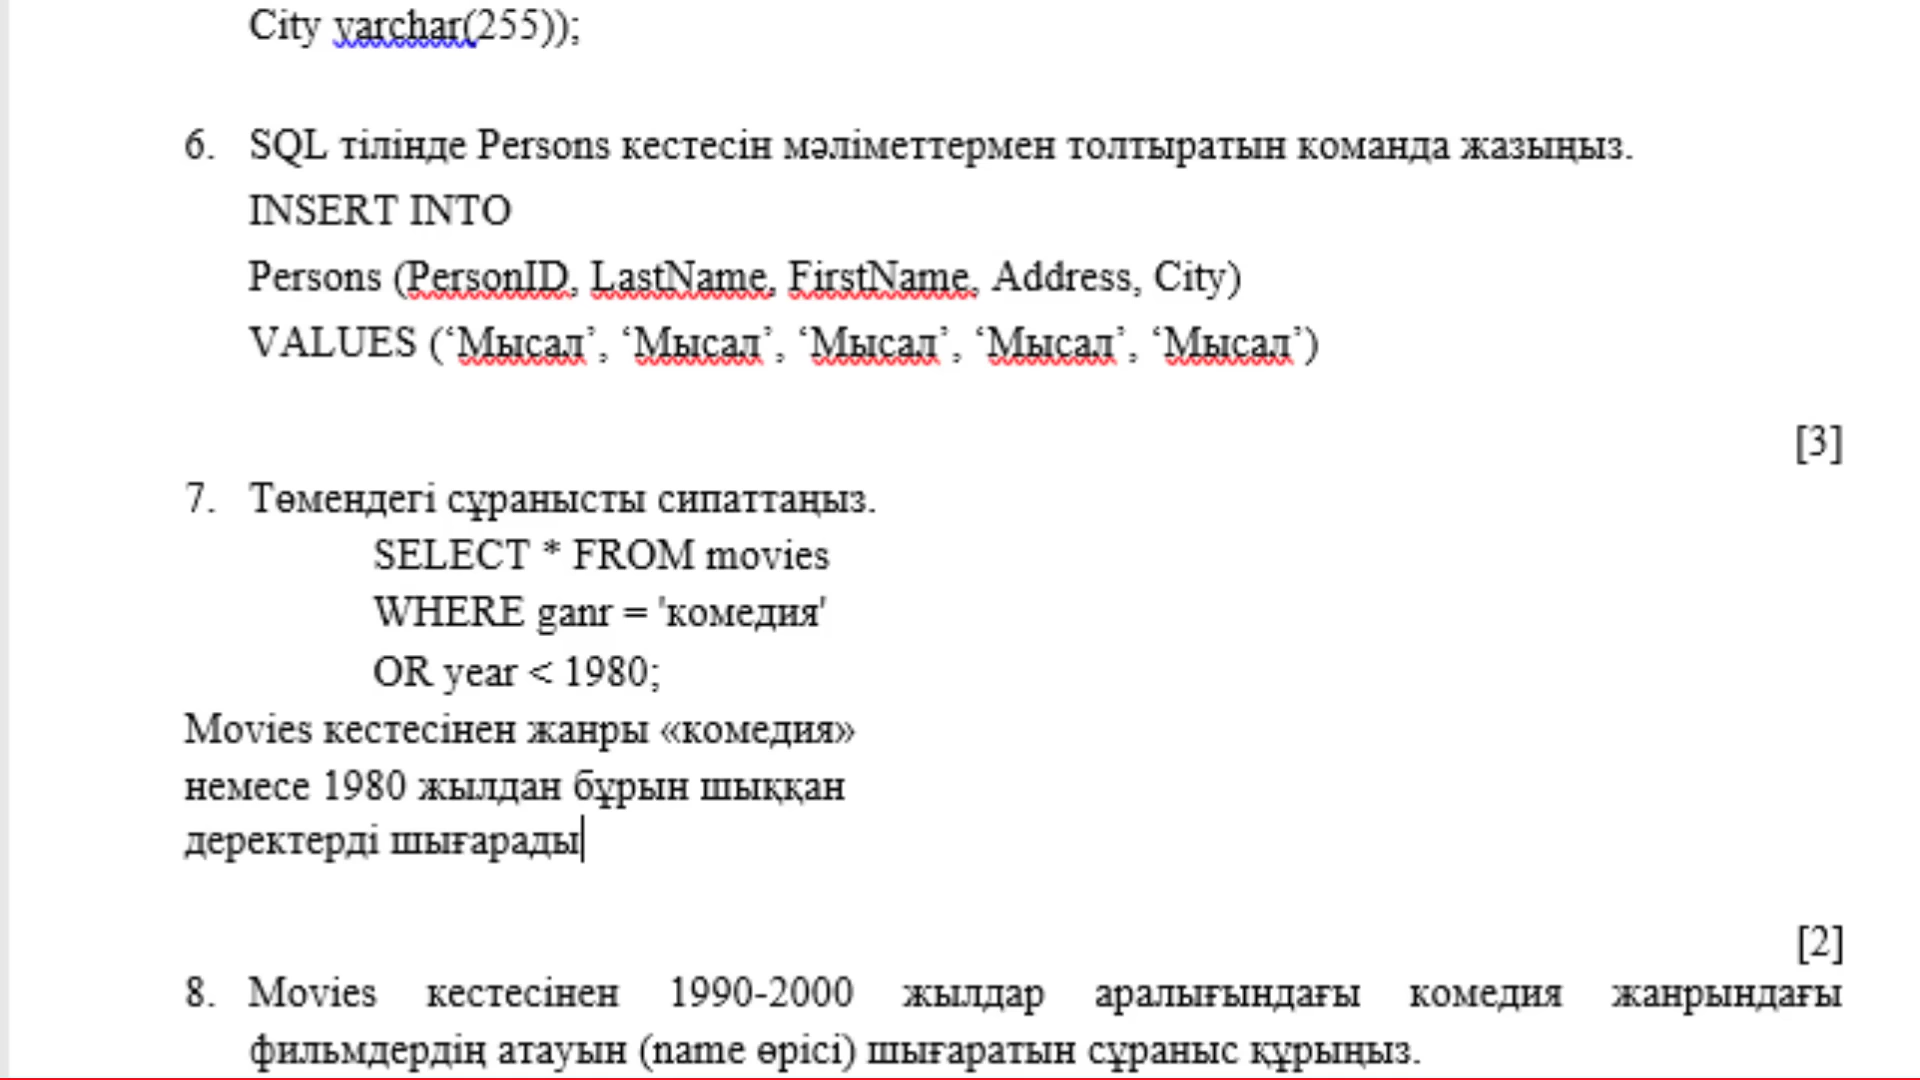 City varchar(255));
6. SQL тілінде Persons кестесін мәліметтермен толтыратын команда жазыңыз.
INSERT INTO
Persons (PersonID, LastName, FirstName, Address, City)
VALUES (‘Мысал’, ‘Мысал’, ‘Мысал’, ‘Мысал’, ‘Мысал’)
[3]
7. Төмендегі сұранысты сипаттаңыз.
SELECT * FROM movies
WHERE ganr = 'комедия'
OR year < 1980;
Movies кестесінен жанры «комедия»
немесе 1980 жылдан бұрын шыққан
деректерді шығарады
[2]
8. Movies кестесінен 1990-2000 жылдар аралығындағы комедия жанрындағы
фильмдердің атауын (name өрісі) шығаратын сұраныс құрыңыз.